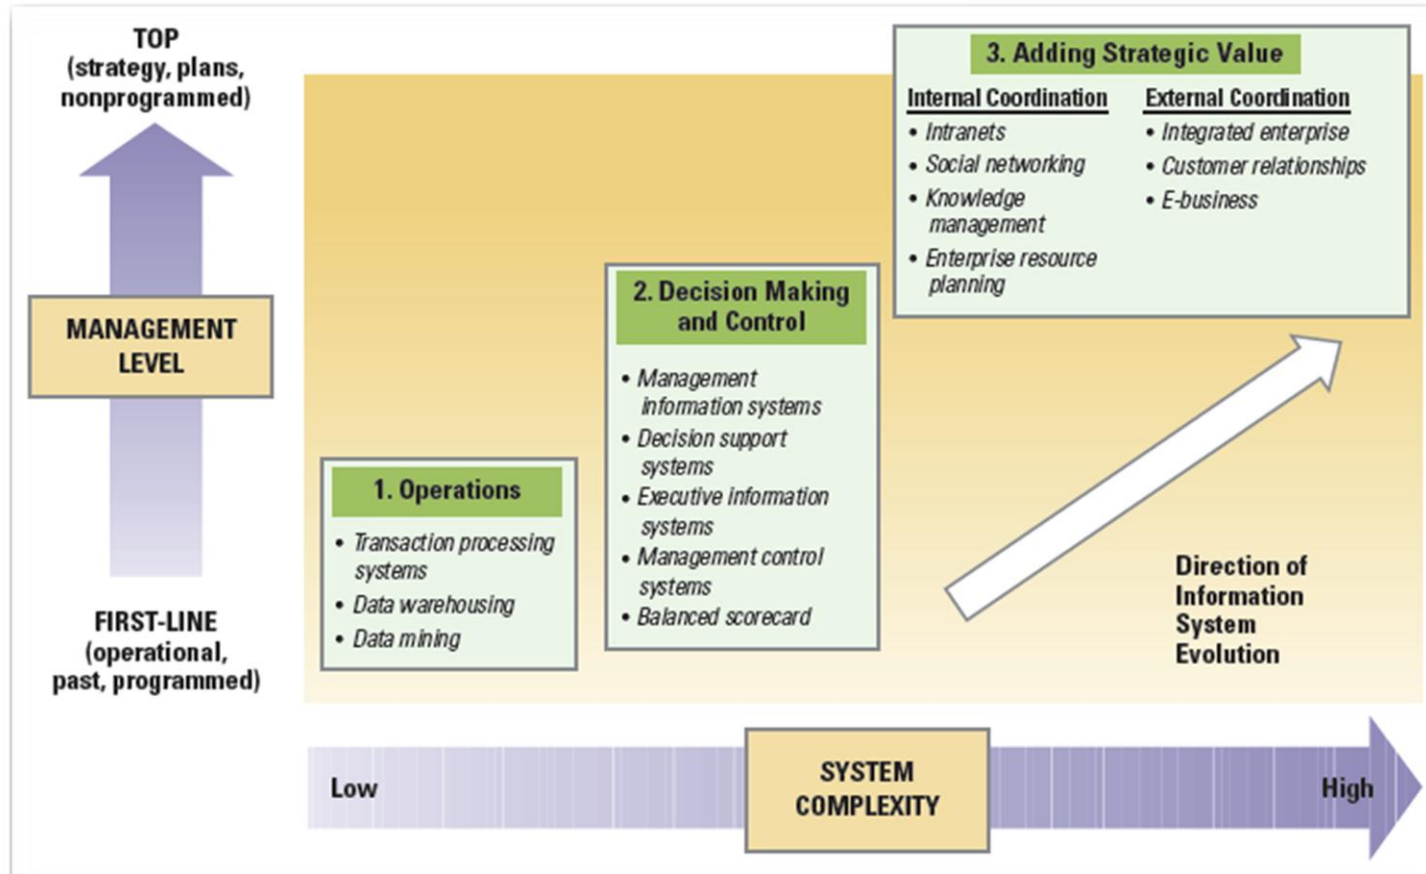 TOP
(strategy, plans,
nonprogrammed)
MANAGEMENT
LEVEL
FIRST-LINE
(operational,
past, programmed)
1. Operations
• Transaction processing
systems
• Data warehousing
• Data mining
2. Decision Making
and Control
• Management
information systems
• Decision support
systems
• Executive information
systems
• Management control
systems
• Balanced scorecard
3. Adding Strategic Value
Internal Coordination
• Intranets
• Social networking
• Knowledge
management
• Enterprise resource
planning
External Coordination
• Integrated enterprise
• Customer relationships
• E-business
Direction of
Information
System
Evolution
Low
SYSTEM
COMPLEXITY
High